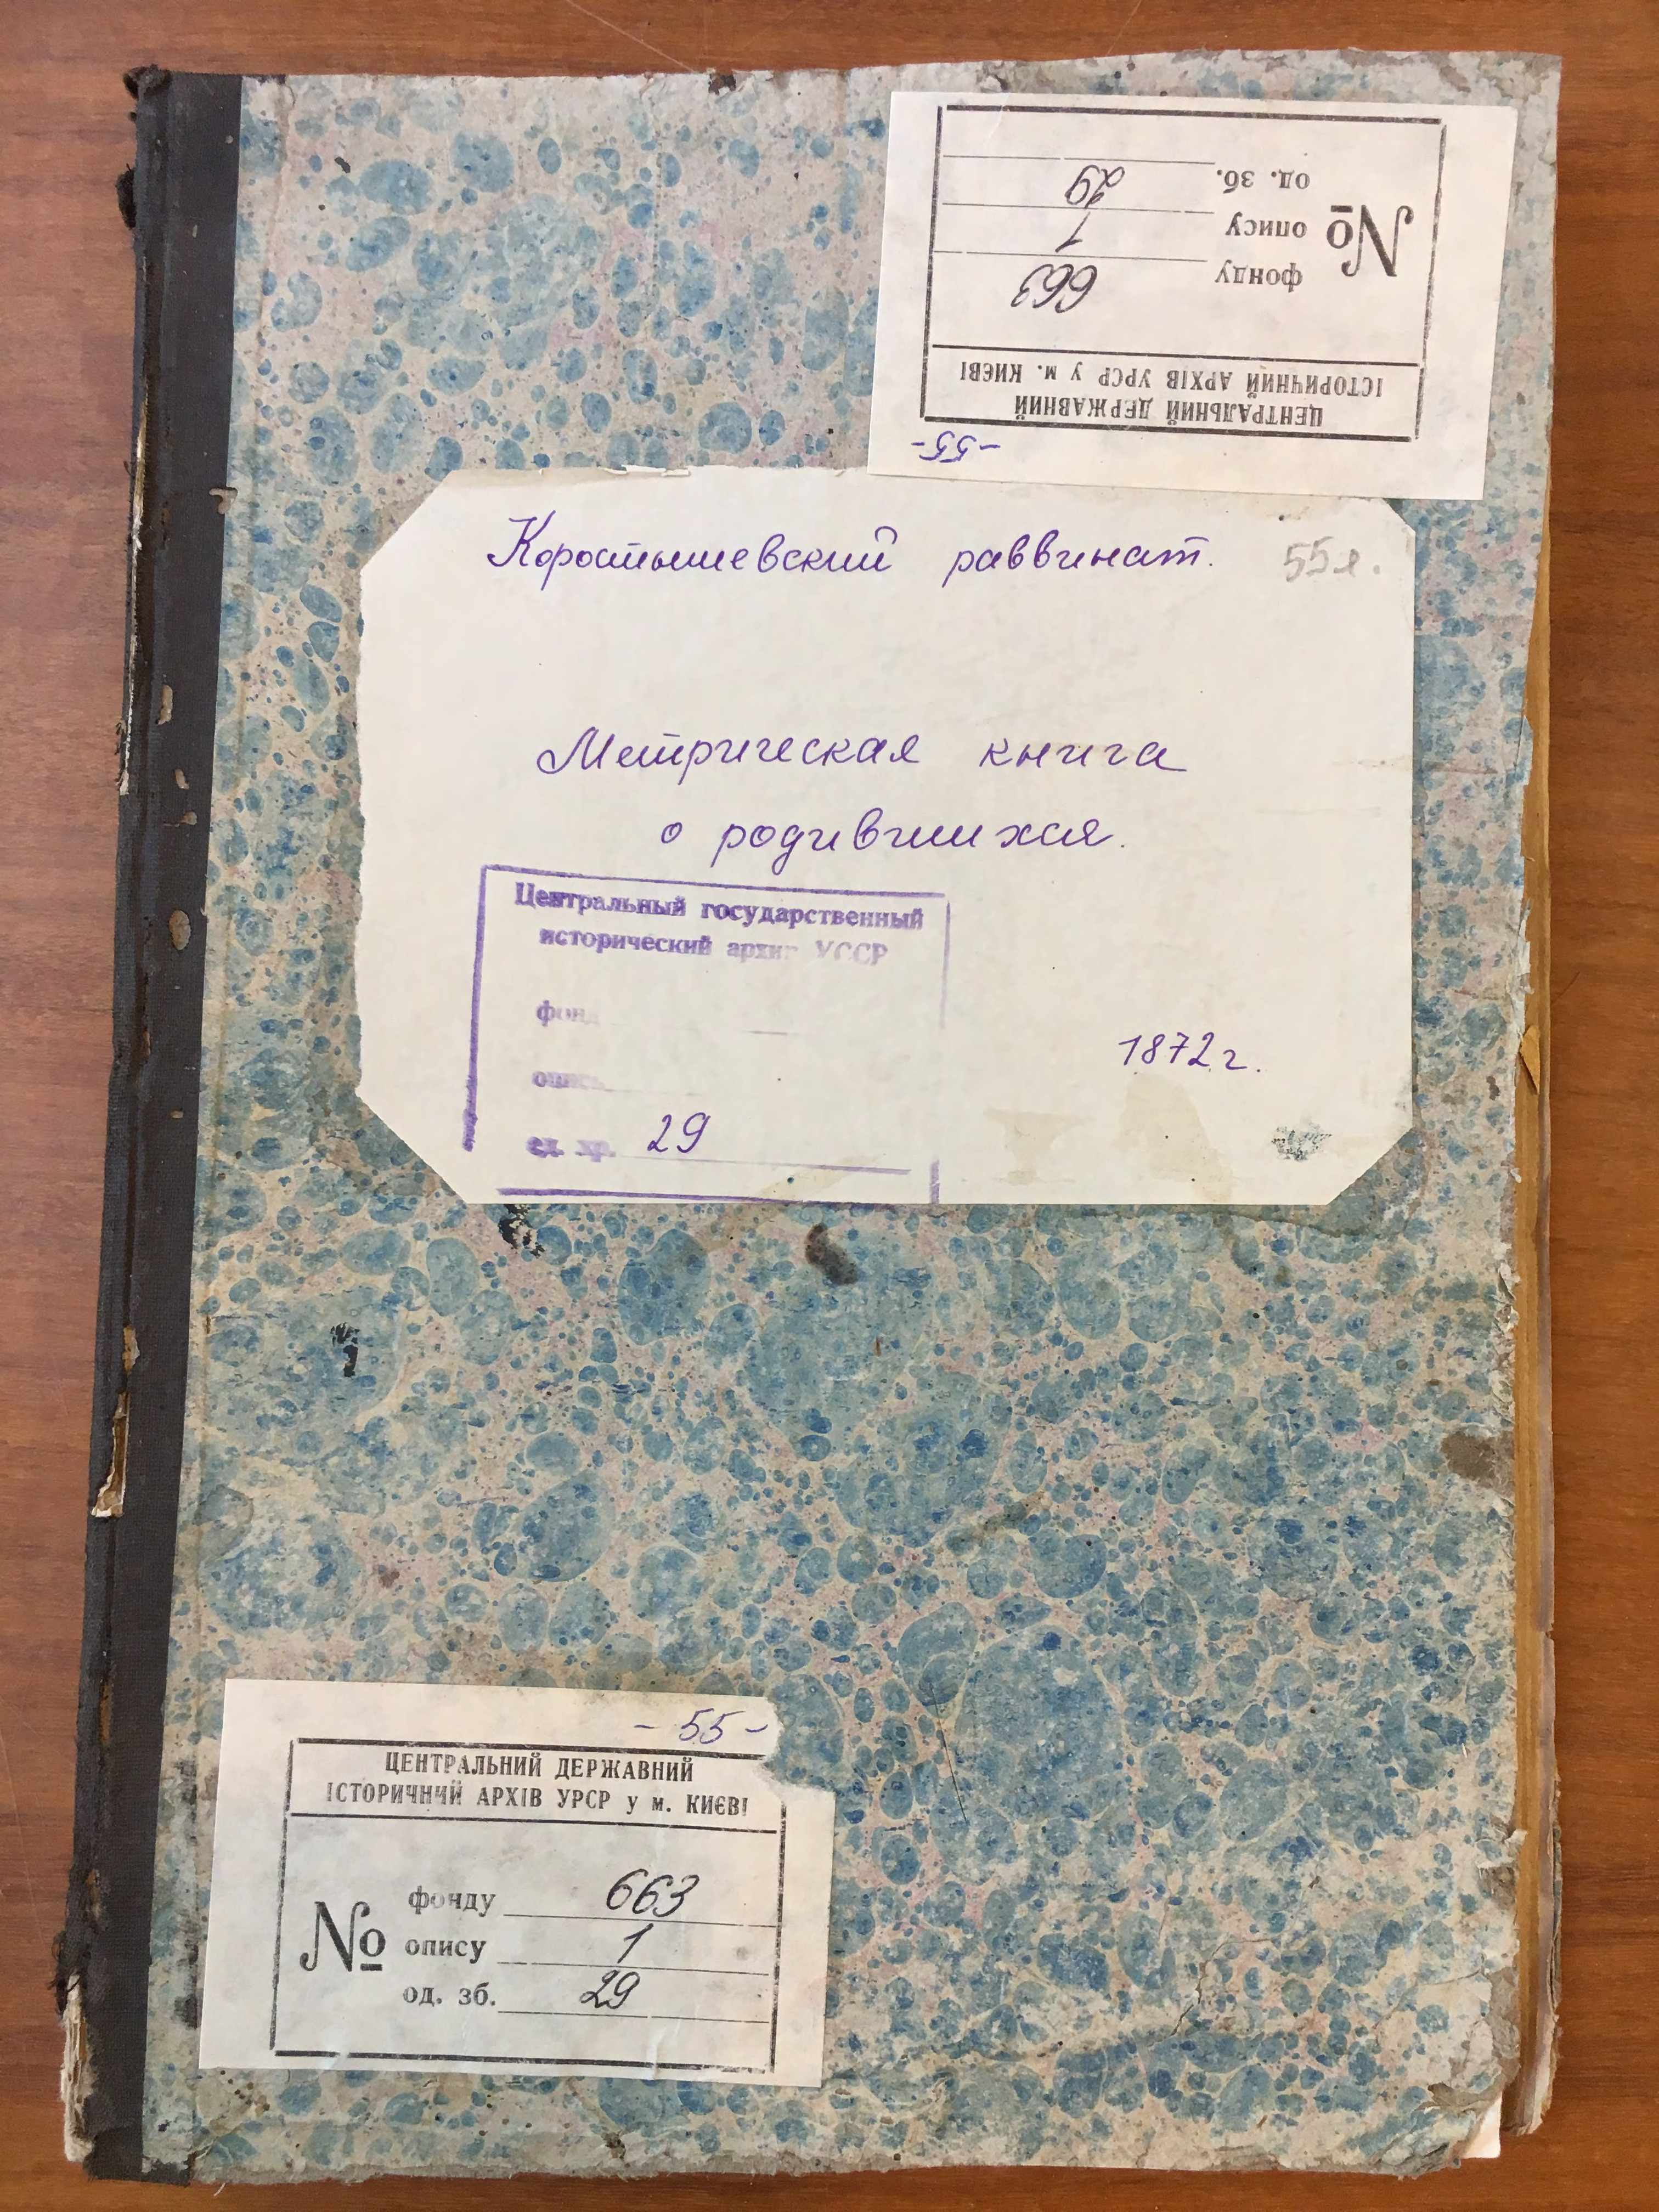 од. зб. 29
№ опису 1
фонду 663
ЦЕНТРАЛЬНИЙ ДЕРЖАВНИЙ
ІСТОРИЧНИЙ АРХІВ УРСР у м. КИЄВІ
-55-
Коростышевский раввинат. 55л.
Метрическая книга
о родившихся.
Центральный государственный
исторический архив УССР
фонд
опись
1872 г.
ед. хр. 29
-55-
ЦЕНТРАЛЬНИЙ ДЕРЖАВНИЙ
ІСТОРИЧНИЙ АРХІВ УРСР у м. КИЄВІ
фонду 663
№ опису 1
од. зб. 29